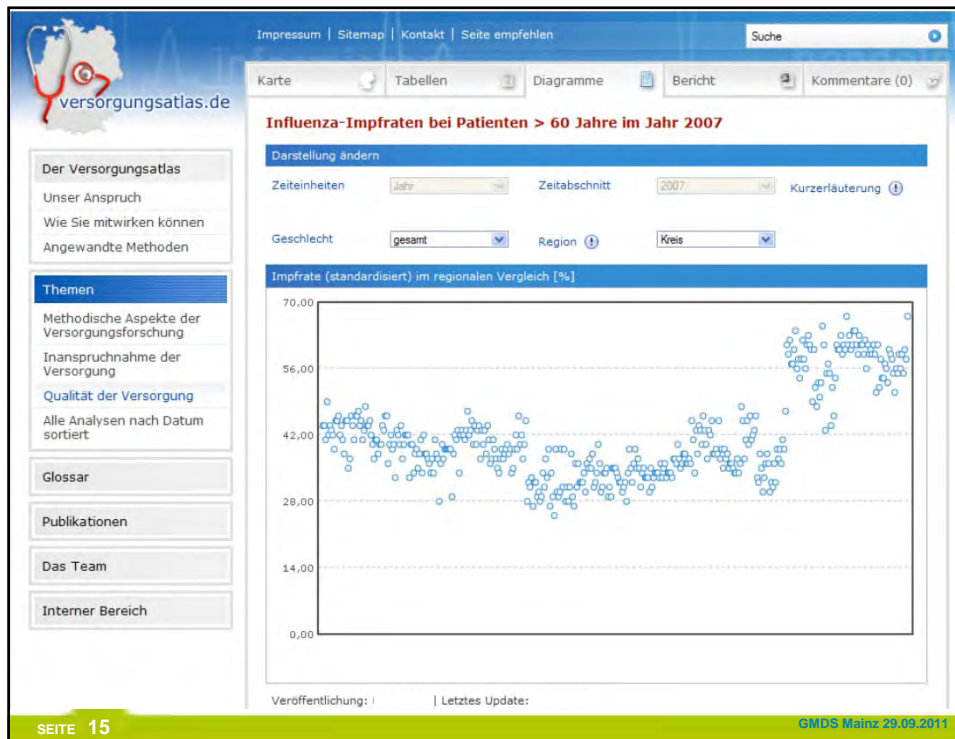 Impressum | Sitemap | Kontakt | Seite empfehlen
Suche
versorgungsatlas.de
Karte
Tabellen
Diagramme
Bericht
Kommentare (0)
Influenza-Impfraten bei Patienten > 60 Jahre im Jahr 2007
Darstellung ändern
Zeiteinheiten
Jahr
Zeitabschnitt
2007
Kurzerläuterung
Geschlecht
gesamt
Region
Kreis
Der Versorgungsatlas
Unser Anspruch
Wie Sie mitwirken können
Angewandte Methoden
Themen
Methodische Aspekte der
Versorgungsforschung
Inanspruchnahme der
Versorgung
Qualität der Versorgung
Alle Analysen nach Datum
sortiert
Glossar
Publikationen
Das Team
Interner Bereich
Impfrate (standardisiert) im regionalen Vergleich [%]
70,00
56,00
42,00
28,00
14,00
0,00
Veröffentlichung: | Letztes Update:
SEITE 15
GMDS Mainz 29.09.2011